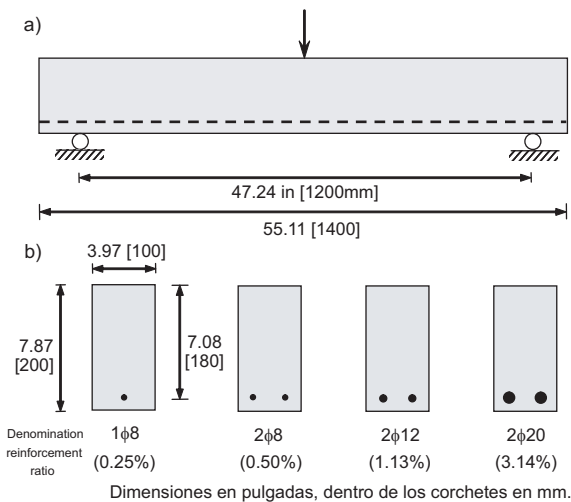 a)
47.24 in [1200mm]
55.11 [1400]
b)
3.97 [100]
7.87
[200]
7.08
[180]
Denomination
reinforcement
ratio
1ϕ8
(0.25%)
2ϕ8
(0.50%)
2ϕ12
(1.13%)
2ϕ20
(3.14%)
Dimensiones en pulgadas, dentro de los corchetes en mm.